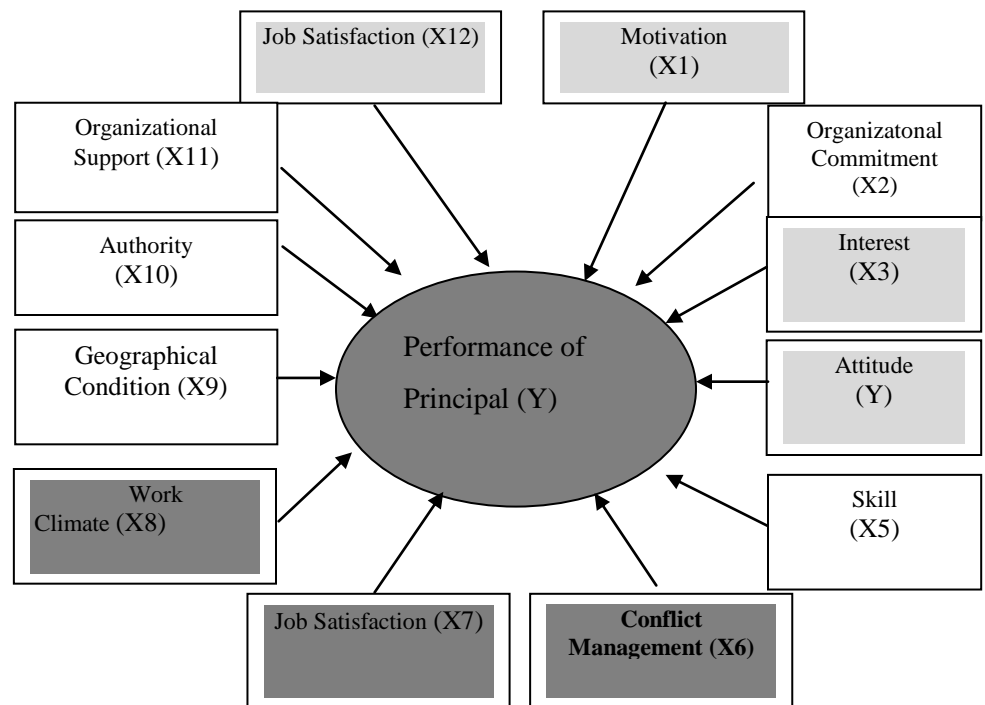 Job Satisfaction (X12)
Motivation
(X1)
Organizational
Support (X11)
Organizatonal
Commitment
(X2)
Authority
(X10)
Interest
(X3)
Performance of
Principal (Y)
Geographical
Condition (X9)
Attitude
(Y)
Work
Climate (X8)
Skill
(X5)
Job Satisfaction (X7)
Conflict
Management (X6)